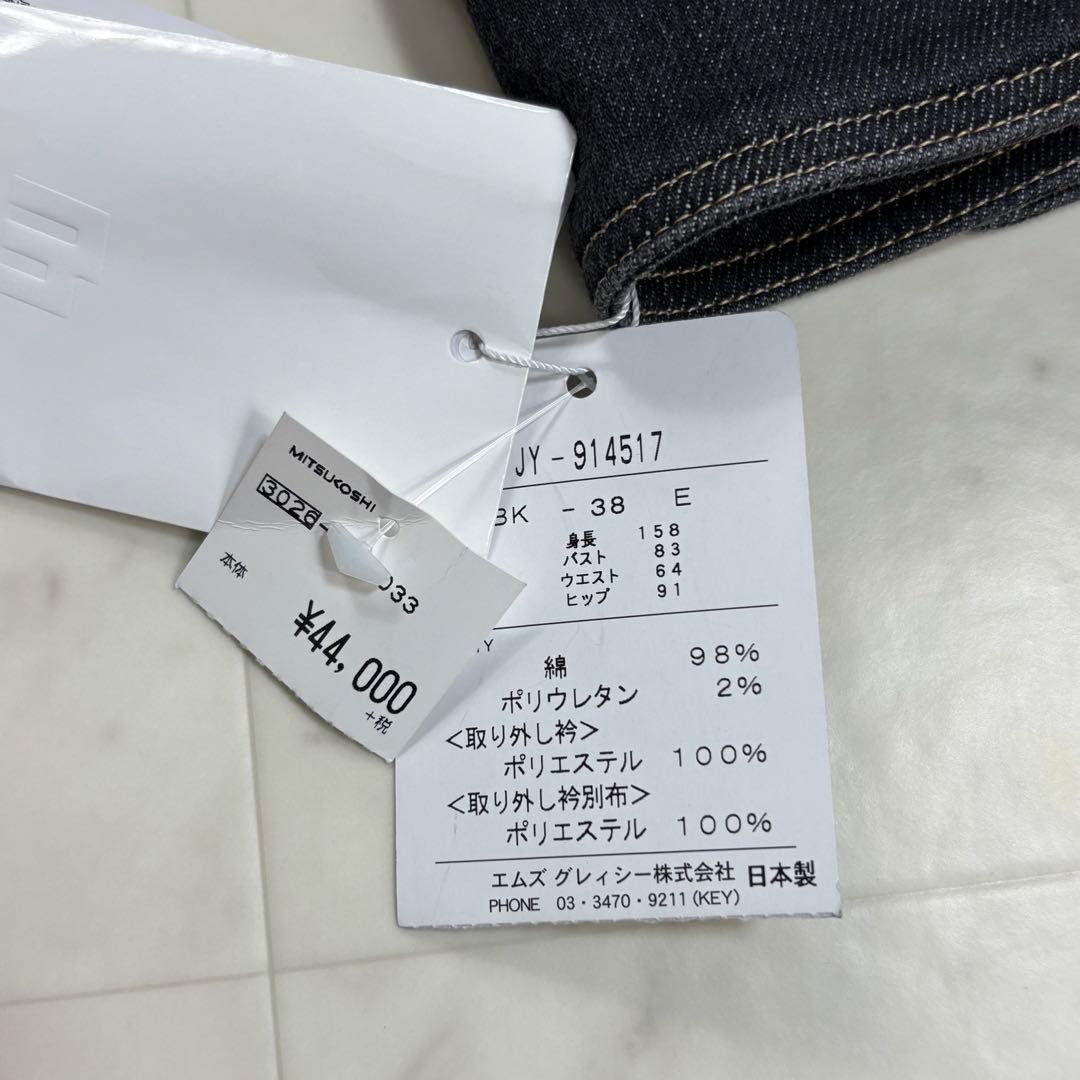 MITSUKOSHI
3026-
033
本体
¥44,000
+税
JY-914517
BK -38 E
身長 158
バスト 83
ウエスト 64
ヒップ 91
綿 98%
ポリウレタン 2%
<取り外し衿>
ポリエステル 100%
<取り外し衿別布>
ポリエステル 100%
エムズ グレィシー株式会社 日本製
PHONE 03・3470・9211(KEY)